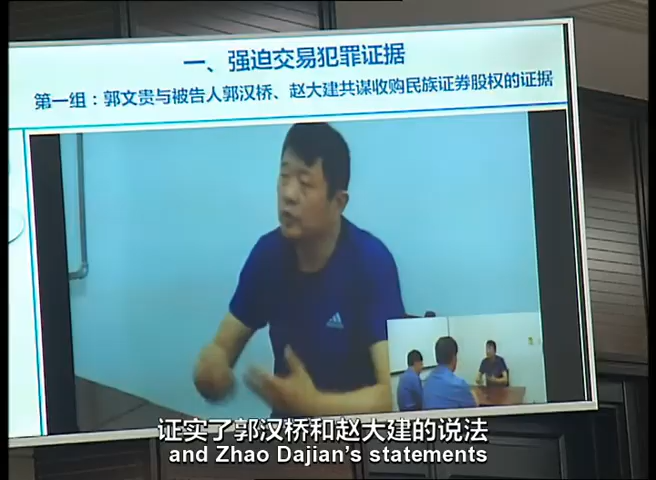 一、强迫交易犯罪证据
第一组：郭文贵与被告人郭汉桥、赵大建共谋收购民族证券股权的证据
adidas
证实了郭汉桥和赵大建的说法
and Zhao Dajian's statements